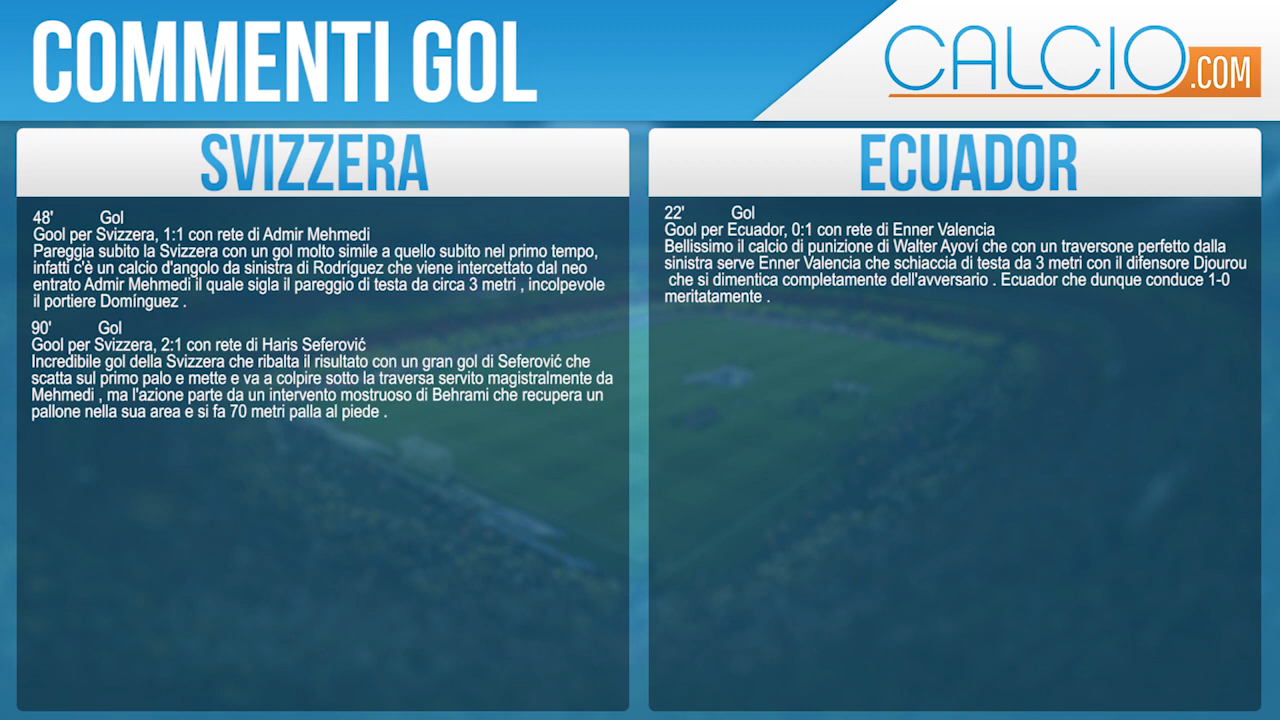 COMMENTI GOL
CALCIO.COM
SVIZZERA
48' Gol
Gool per Svizzera, 1:1 con rete di Admir Mehmedi
Pareggia subito la Svizzera con un gol molto simile a quello subito nel primo tempo,
infatti c'è un calcio d'angolo da sinistra di Rodríguez che viene intercettato dal neo
entrato Admir Mehmedi il quale sigla il pareggio di testa da circa 3 metri , incolpevole
il portiere Domínguez .
90' Gol
Gool per Svizzera, 2:1 con rete di Haris Seferović
Incredibile gol della Svizzera che ribalta il risultato con un gran gol di Seferović che
scatta sul primo palo e mette e va a colpire sotto la traversa servito magistralmente da
Mehmedi , ma l'azione parte da un intervento mostruoso di Behrami che recupera un
pallone nella sua area e si fa 70 metri palla al piede .
ECUADOR
22' Gol
Gool per Ecuador, 0:1 con rete di Enner Valencia
Bellissimo il calcio di punizione di Walter Ayoví che con un traversone perfetto dalla
sinistra serve Enner Valencia che schiaccia di testa da 3 metri con il difensore Djourou
che si dimentica completamente dell'avversario . Ecuador che dunque conduce 1-0
meritatamente .